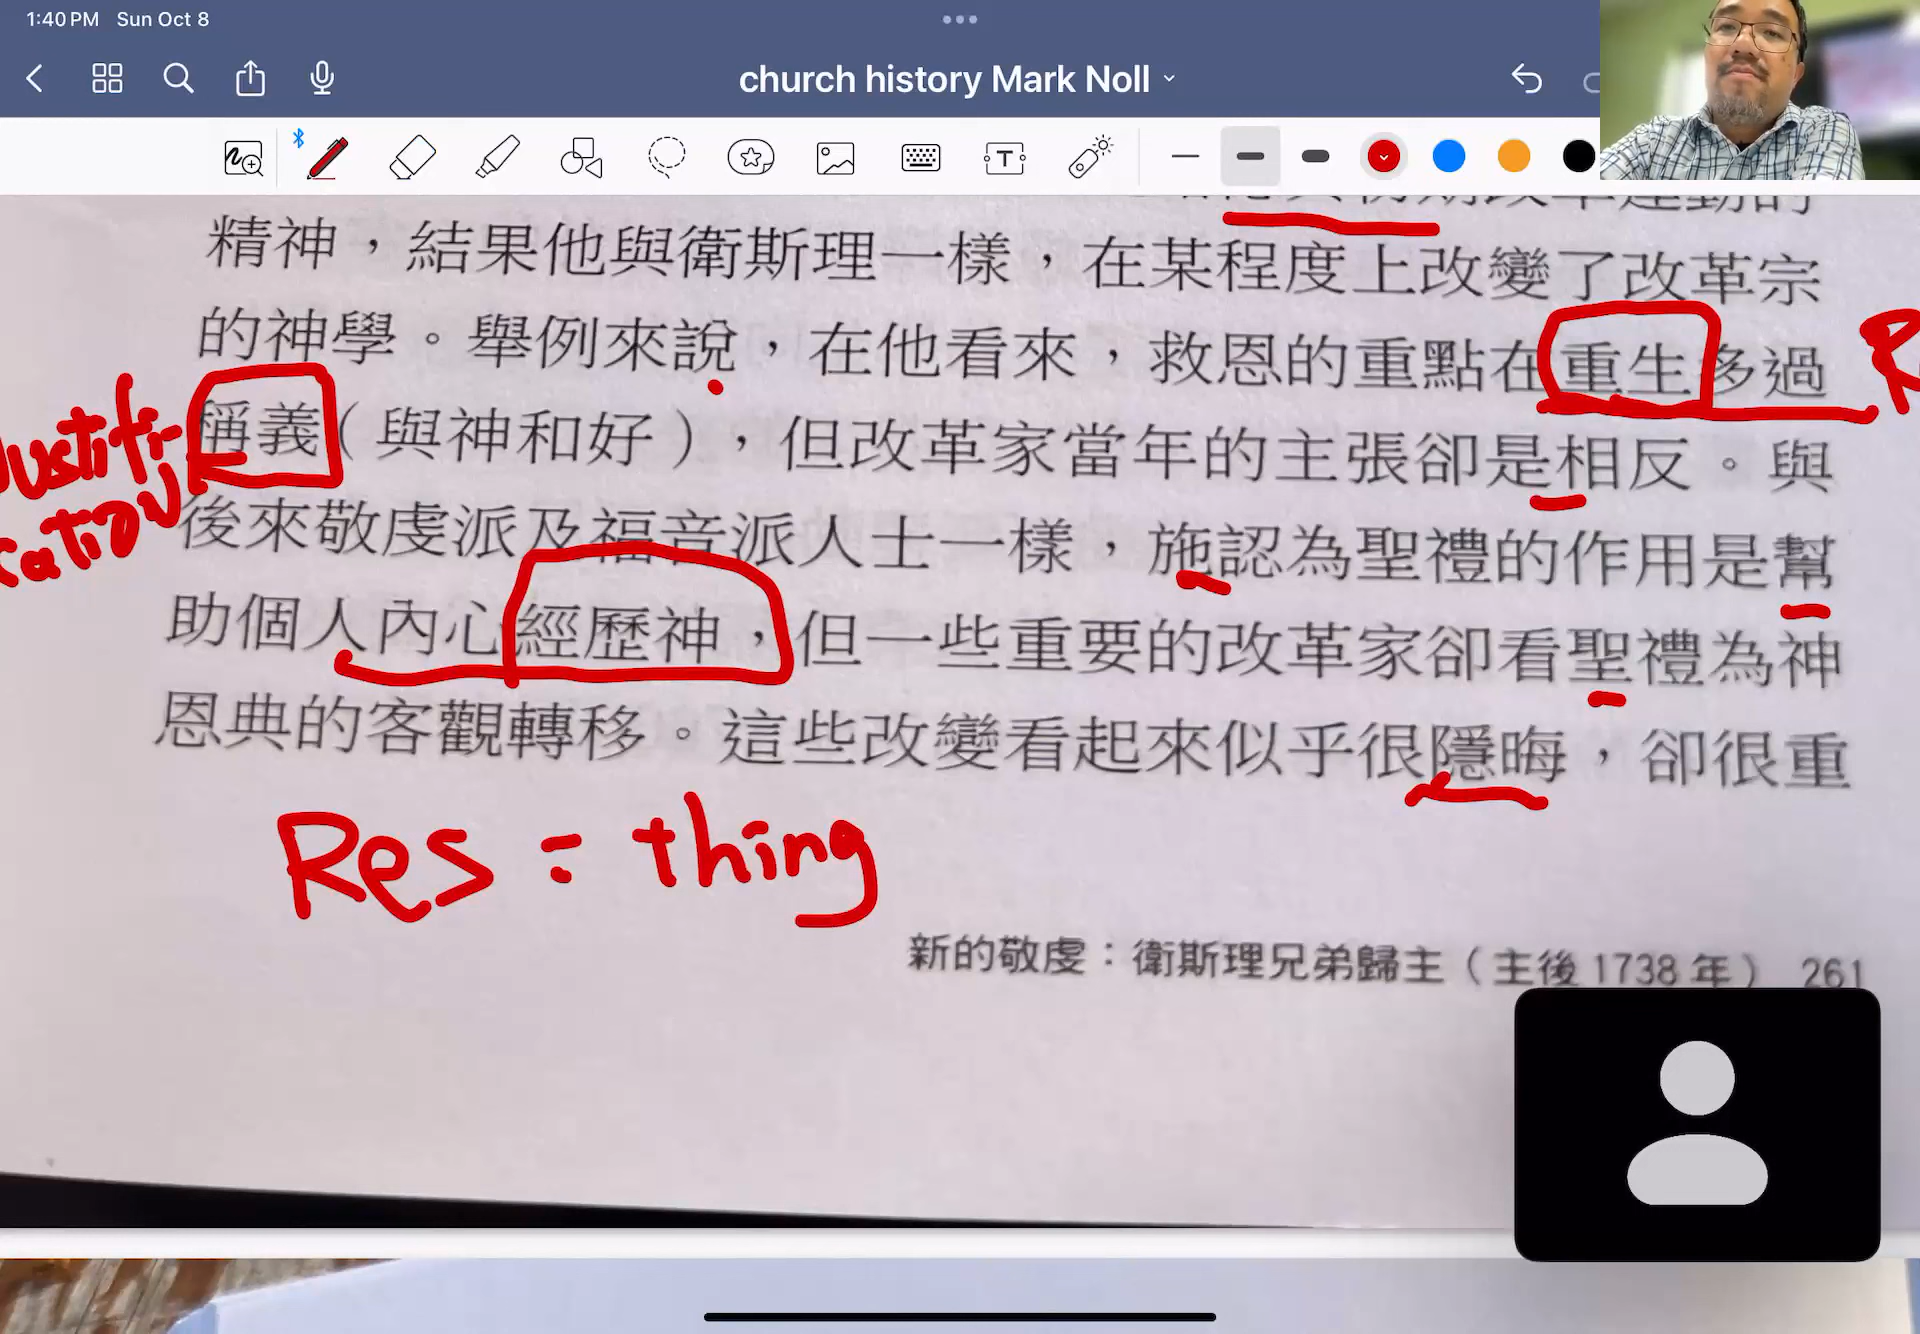 1:40 PM Sun Oct 8
church history Mark Noll
精神，結果他與衛斯理一樣，在某程度上改變了改革宗
的神學。舉例來說，在他看來，救恩的重點在重生多過
稱義（與神和好），但改革家當年的主張卻是相反。與
Justifi-
cation
後來敬虔派及福音派人士一樣，施認為聖禮的作用是幫
助個人內心經歷神，但一些重要的改革家卻看聖禮為神
恩典的客觀轉移。這些改變看起來似乎很隱晦，卻很重
Res = thing
新的敬虔：衛斯理兄弟歸主（主後 1738 年） 261